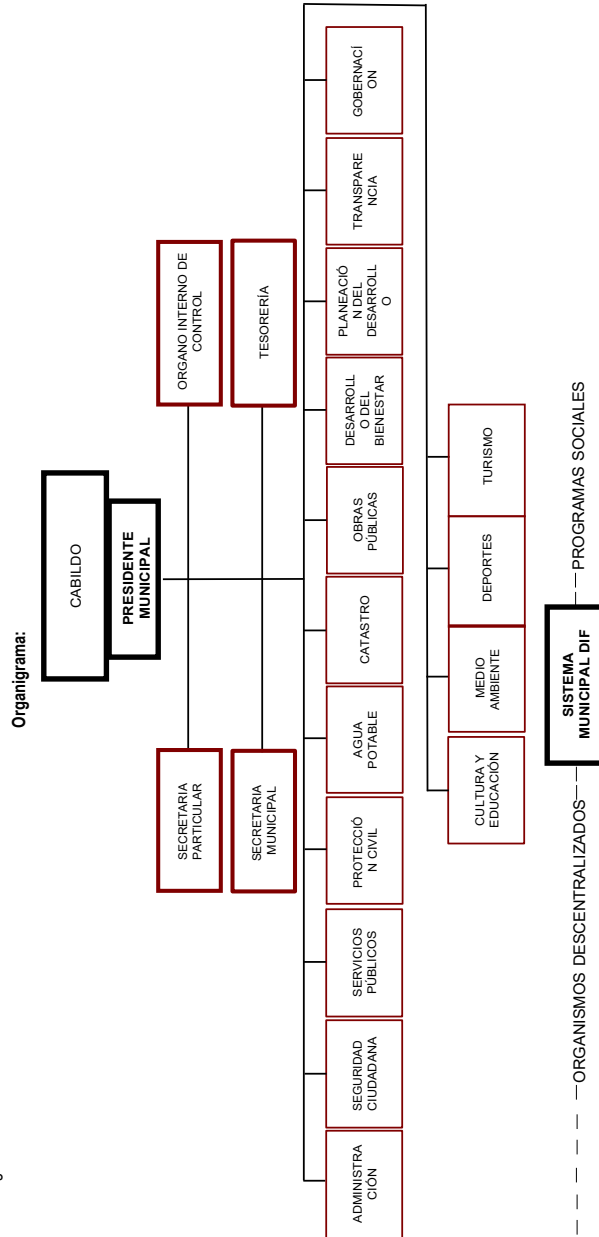 Organigrama:
CABILDO
PRESIDENTE
MUNICIPAL
SECRETARIA
PARTICULAR
ORGANO INTERNO DE
CONTROL
SECRETARIA
MUNICIPAL
TESORERÍA
ADMINISTRA
CIÓN
SEGURIDAD
CIUDADANA
SERVICIOS
PÚBLICOS
PROTECCIÓ
N CIVIL
AGUA
POTABLE
CATASTRO
OBRAS
PÚBLICAS
DESARROLL
O DEL
BIENESTAR
PLANEACIÓ
N DEL
DESARROLL
O
TRANSPARE
NCIA
GOBERNACÍ
ON
CULTURA Y
EDUCACIÓN
MEDIO
AMBIENTE
DEPORTES
TURISMO
ORGANISMOS DESCENTRALIZADOS
SISTEMA
MUNICIPAL DIF
PROGRAMAS SOCIALES